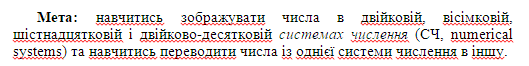 Мета: навчитись зображувати числа в двійковій, вісімковій,
шістнадцятковій і двійково-десятковій системах числення (СЧ, numerical
systems) та навчитись переводити числа із однієї системи числення в іншу.